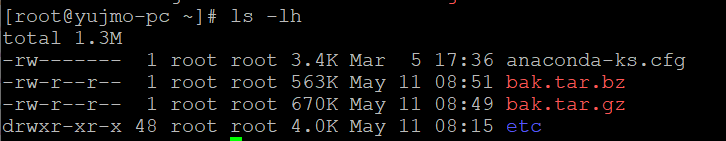 [root@yujmo-pc ~]# ls -lh
total 1.3M
-rw-------  1 root root 3.4K Mar  5 17:36 anaconda-ks.cfg
-rw-r--r--  1 root root 563K May 11 08:51 bak.tar.bz
-rw-r--r--  1 root root 670K May 11 08:49 bak.tar.gz
drwxr-xr-x 48 root root 4.0K May 11 08:15 etc